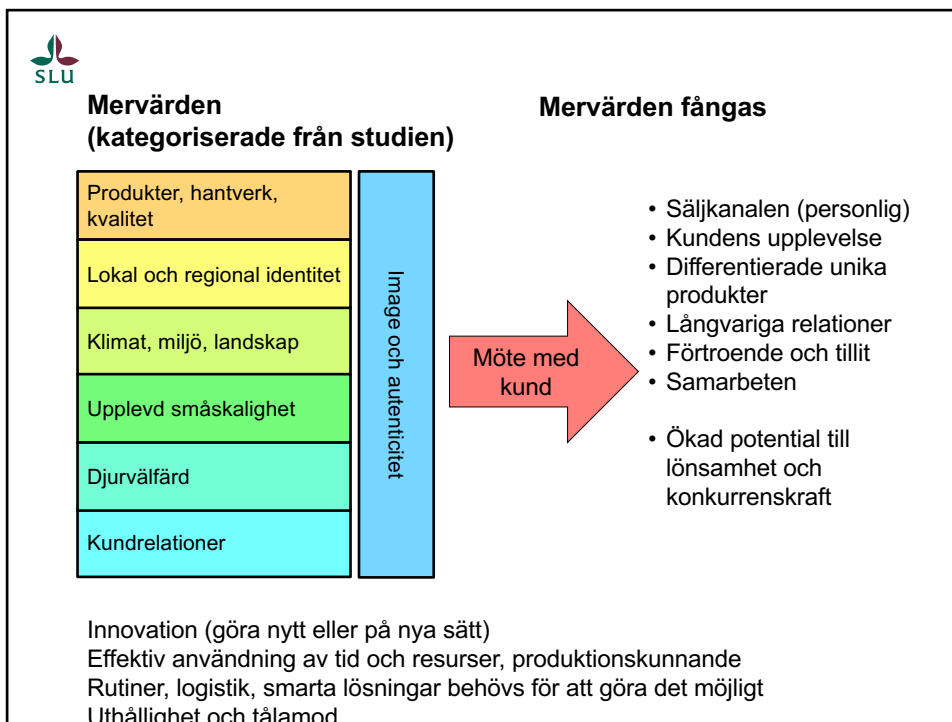 SLU
Mervärden
(kategoriserade från studien)
Mervärden fångas
Produkter, hantverk,
kvalitet
Lokal och regional identitet
Klimat, miljö, landskap
Upplevd småskalighet
Djurvälfärd
Kundrelationer
Image och autenticitet
Möte med
kund
• Säljkanalen (personlig)
• Kundens upplevelse
• Differentierade unika
produkter
• Långvariga relationer
• Förtroende och tillit
• Samarbeten
• Ökad potential till
lönsamhet och
konkurrenskraft
Innovation (göra nytt eller på nya sätt)
Effektiv användning av tid och resurser, produktionskunnande
Rutiner, logistik, smarta lösningar behövs för att göra det möjligt
Uthållighet och tålamod